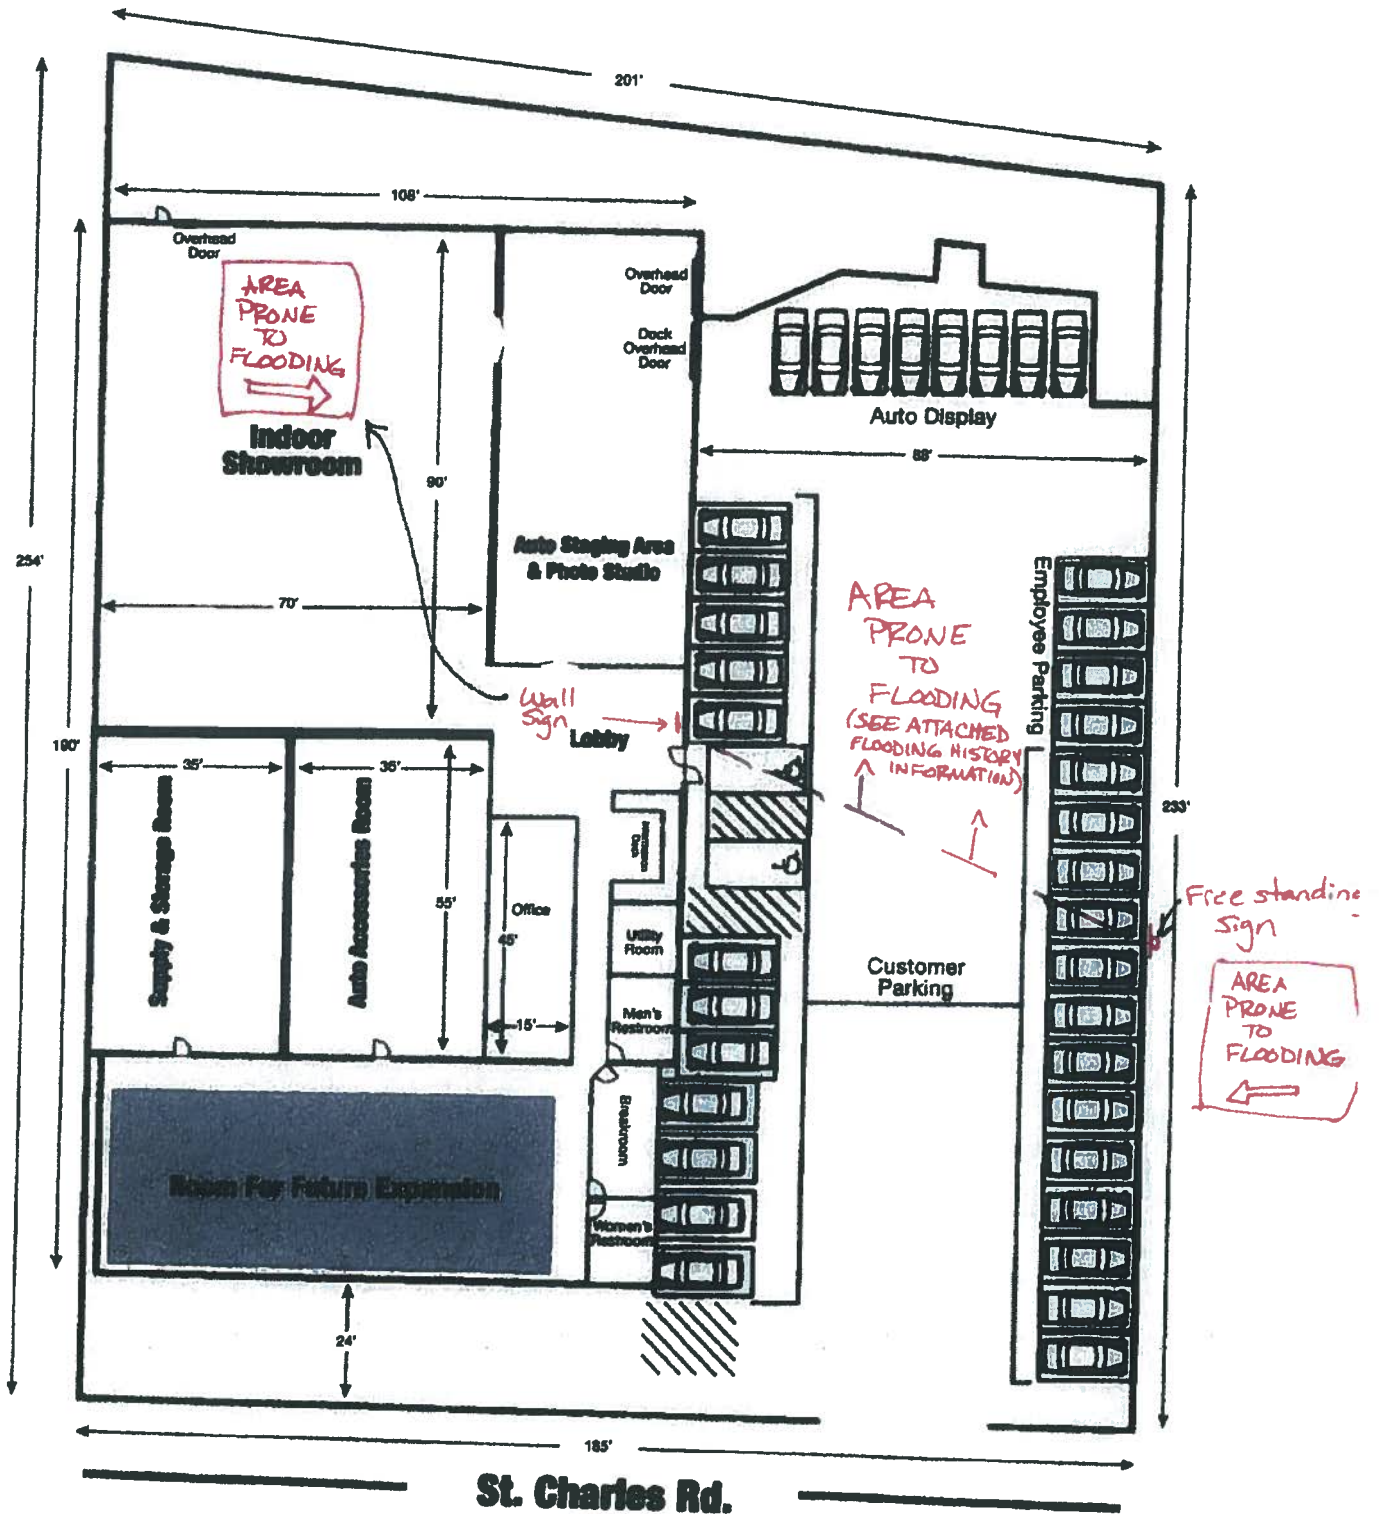 201'
108'
Overhead
Door
AREA
PRONE
TO
FLOODING
Indoor
Showroom
90'
70'
254'
190'
Overhead
Door
Dock
Overhead
Door
Auto Display
88'
Auto Staging Area
& Photo Studio
Employee Parking
AREA
PRONE
TO
FLOODING
(SEE ATTACHED
FLOODING HISTORY
INFORMATION)
Wall
Sign
Lobby
35'
35'
Supply & Storage Room
Auto Accessories Room
55'
Information
Desk
Office
45'
15'
Utility
Room
Men's
Restroom
Breakroom
Women's
Restroom
Customer
Parking
233'
Free standing
Sign
AREA
PRONE
TO
FLOODING
Room For Future Expansion
24'
185'
St. Charles Rd.